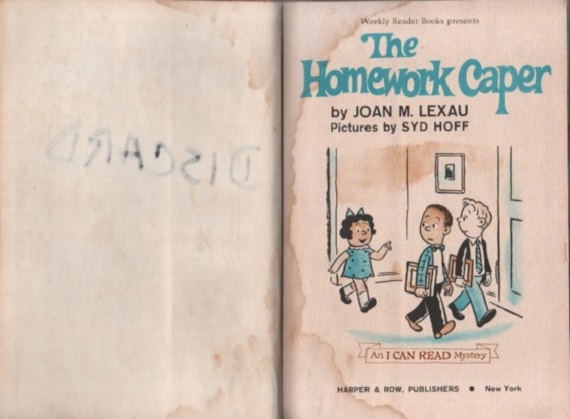 DISCARD
Weekly Reader Books presents
The
Homework Caper
by JOAN M. LEXAU
Pictures by SYD HOFF
An I CAN READ Mystery
HARPER & ROW, PUBLISHERS • New York